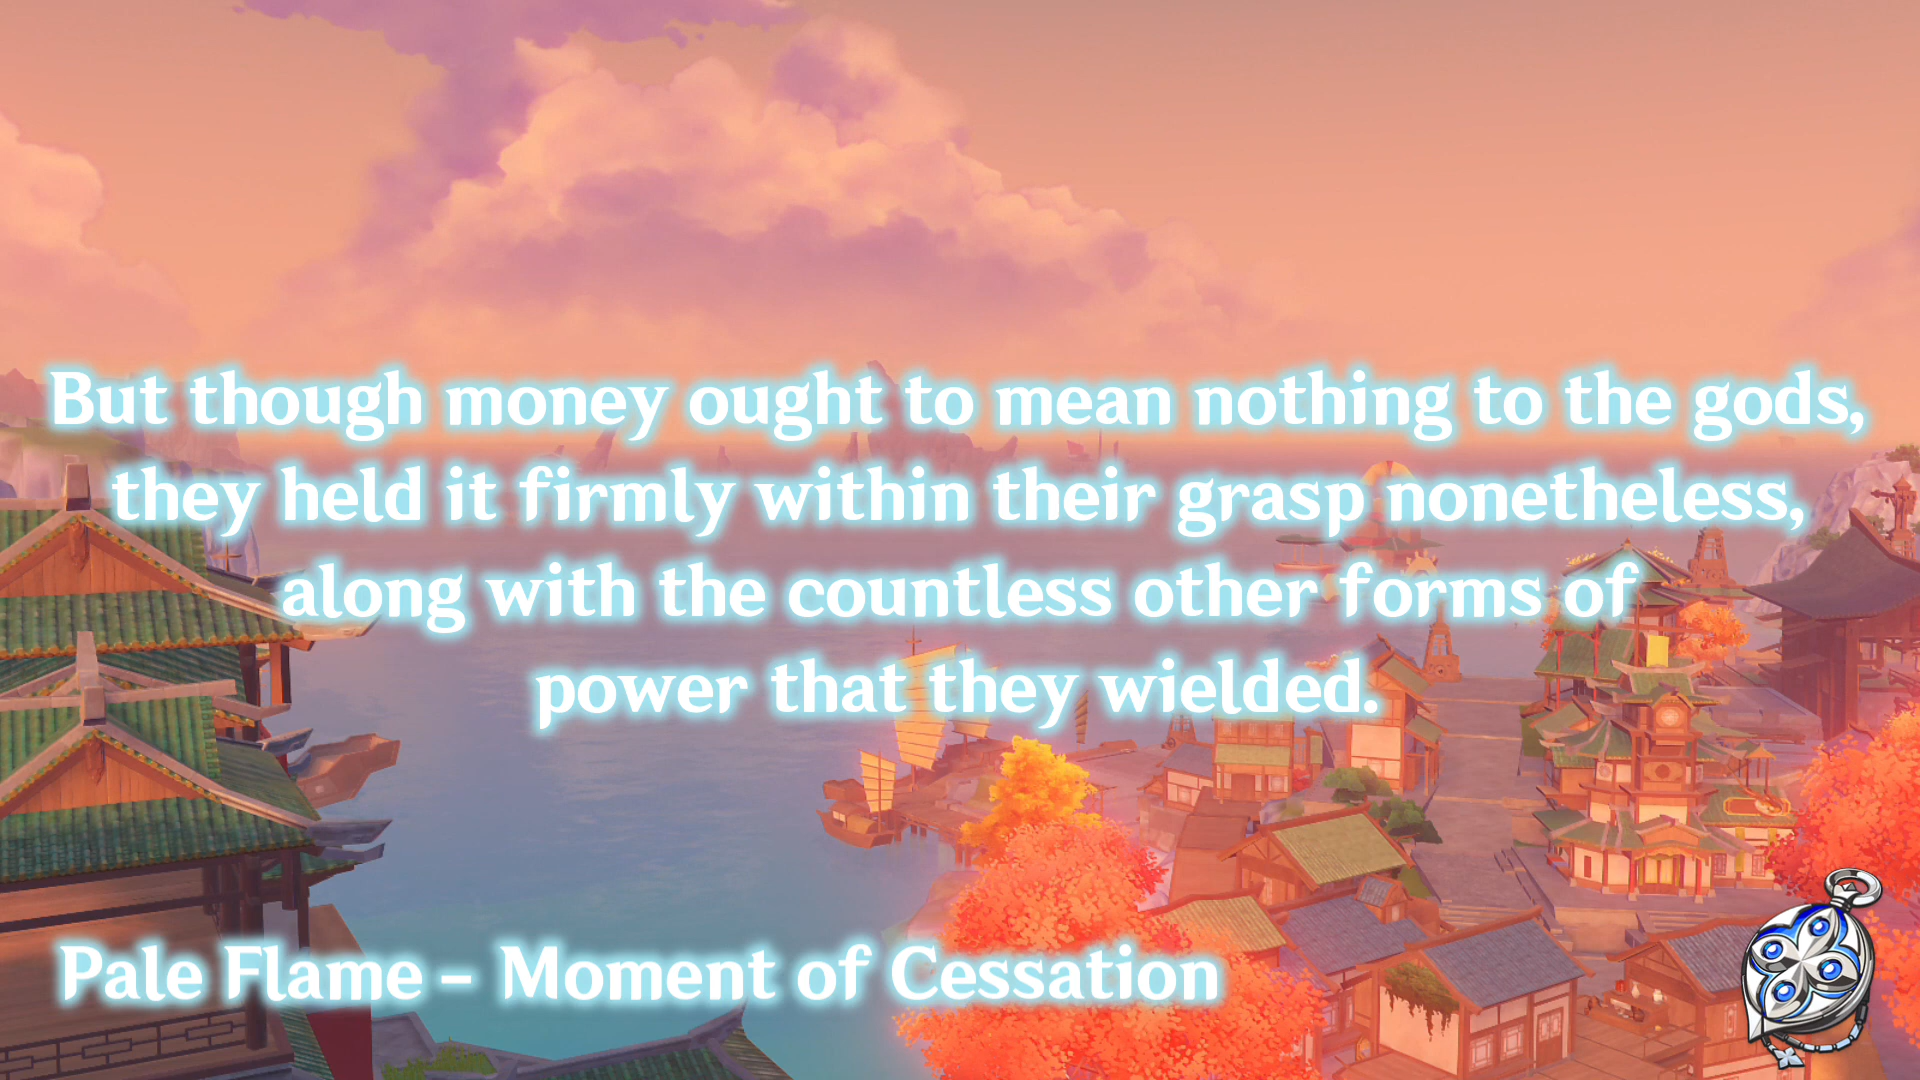 But though money ought to mean nothing to the gods,
they held it firmly within their grasp nonetheless,
along with the countless other forms of
power that they wielded.
Pale Flame - Moment of Cessation